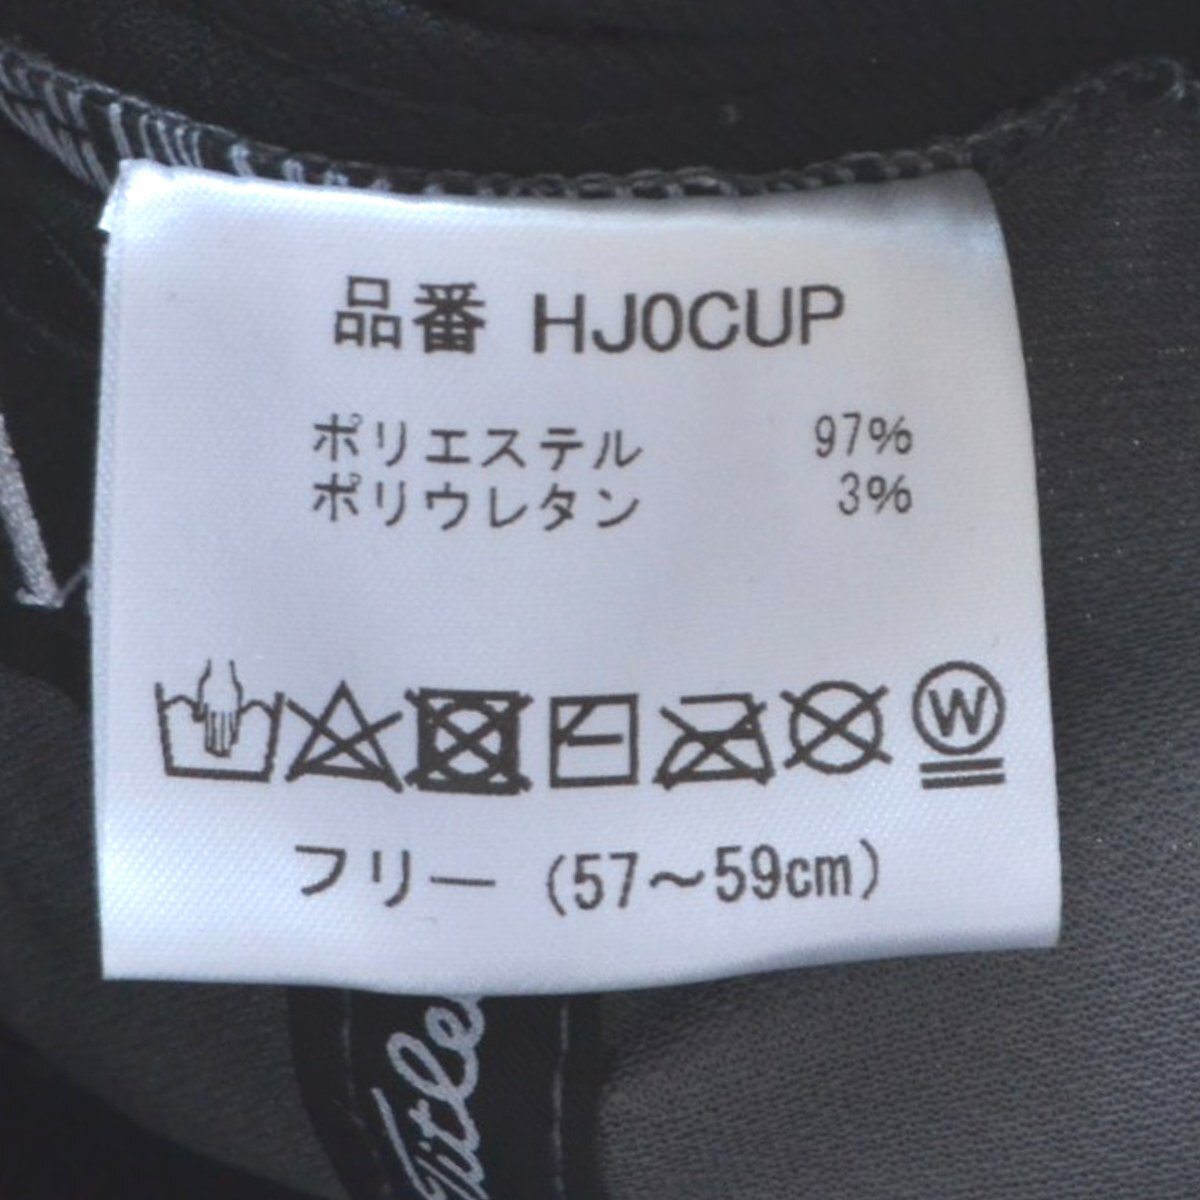 品番 HJ0CUP
ポリエステル 97%
ポリウレタン 3%
W
フリー (57～59cm)
Title